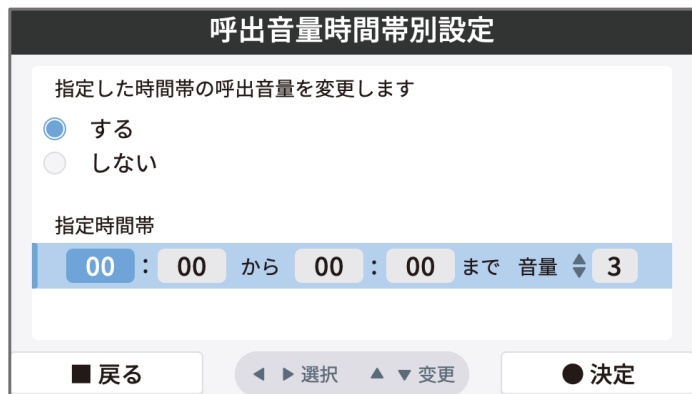 呼出音量時間帯別設定
指定した時間帯の呼出音量を変更します
する
しない
指定時間帯
00 : 00 から 00 : 00 まで 音量 3
■ 戻る ◀ ▶ 選択 ▲ ▼ 変更 ● 決定